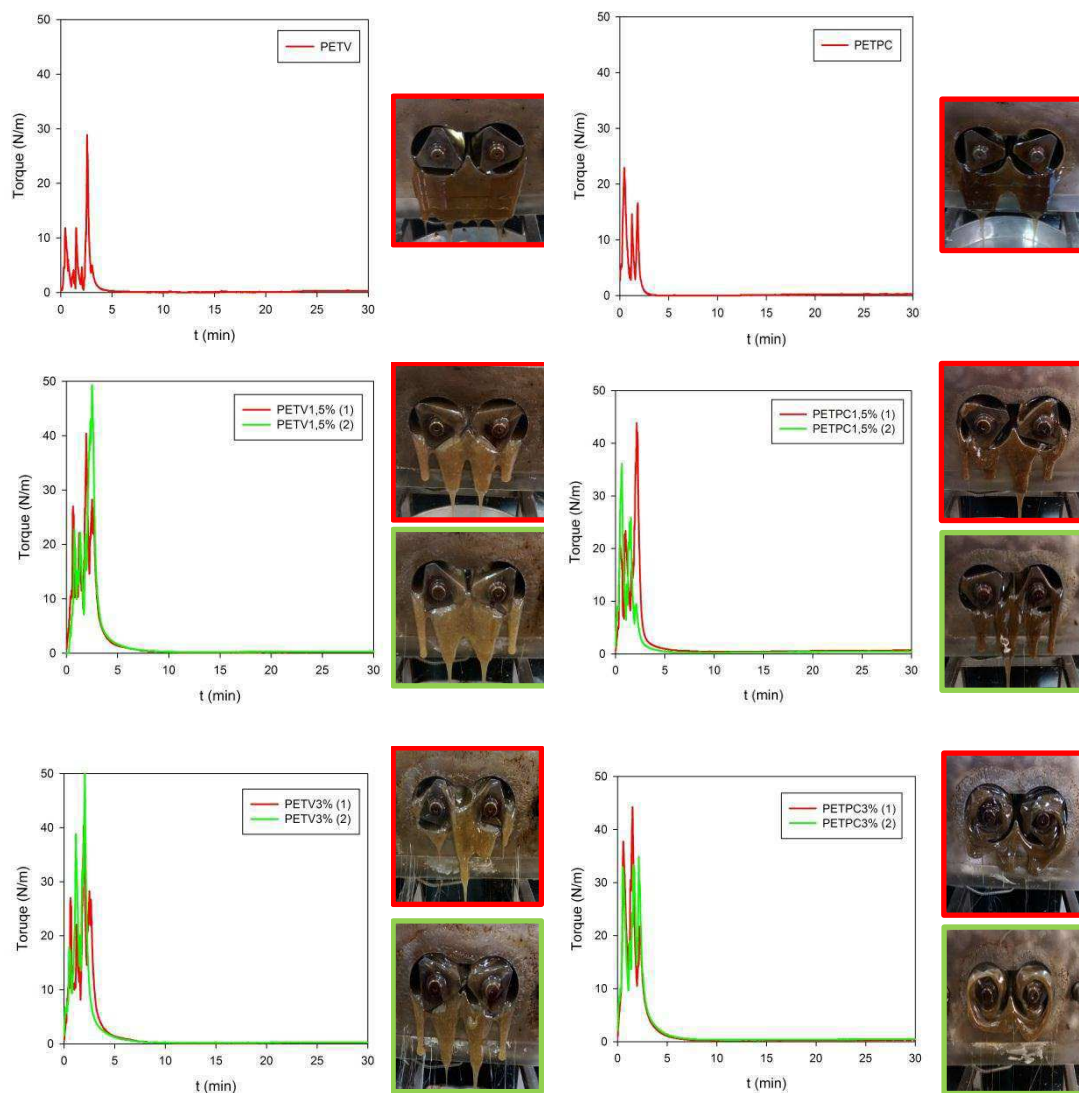 50
40
30
20
10
0
Torque (N/m)
PETV
0 5 10 15 20 25 30
t (min)
50
40
30
20
10
0
Torque (N/m)
PETPC
0 5 10 15 20 25 30
t (min)
50
40
30
20
10
0
Torque (N/m)
PETV1,5% (1)
PETV1,5% (2)
0 5 10 15 20 25 30
t (min)
50
40
30
20
10
0
Torque (N/m)
PETPC1,5% (1)
PETPC1,5% (2)
0 5 10 15 20 25 30
t (min)
50
40
30
20
10
0
Toruqe (N/m)
PETV3% (1)
PETV3% (2)
0 5 10 15 20 25 30
t (min)
50
40
30
20
10
0
Torque (N/m)
PETPC3% (1)
PETPC3% (2)
0 5 10 15 20 25 30
t (min)